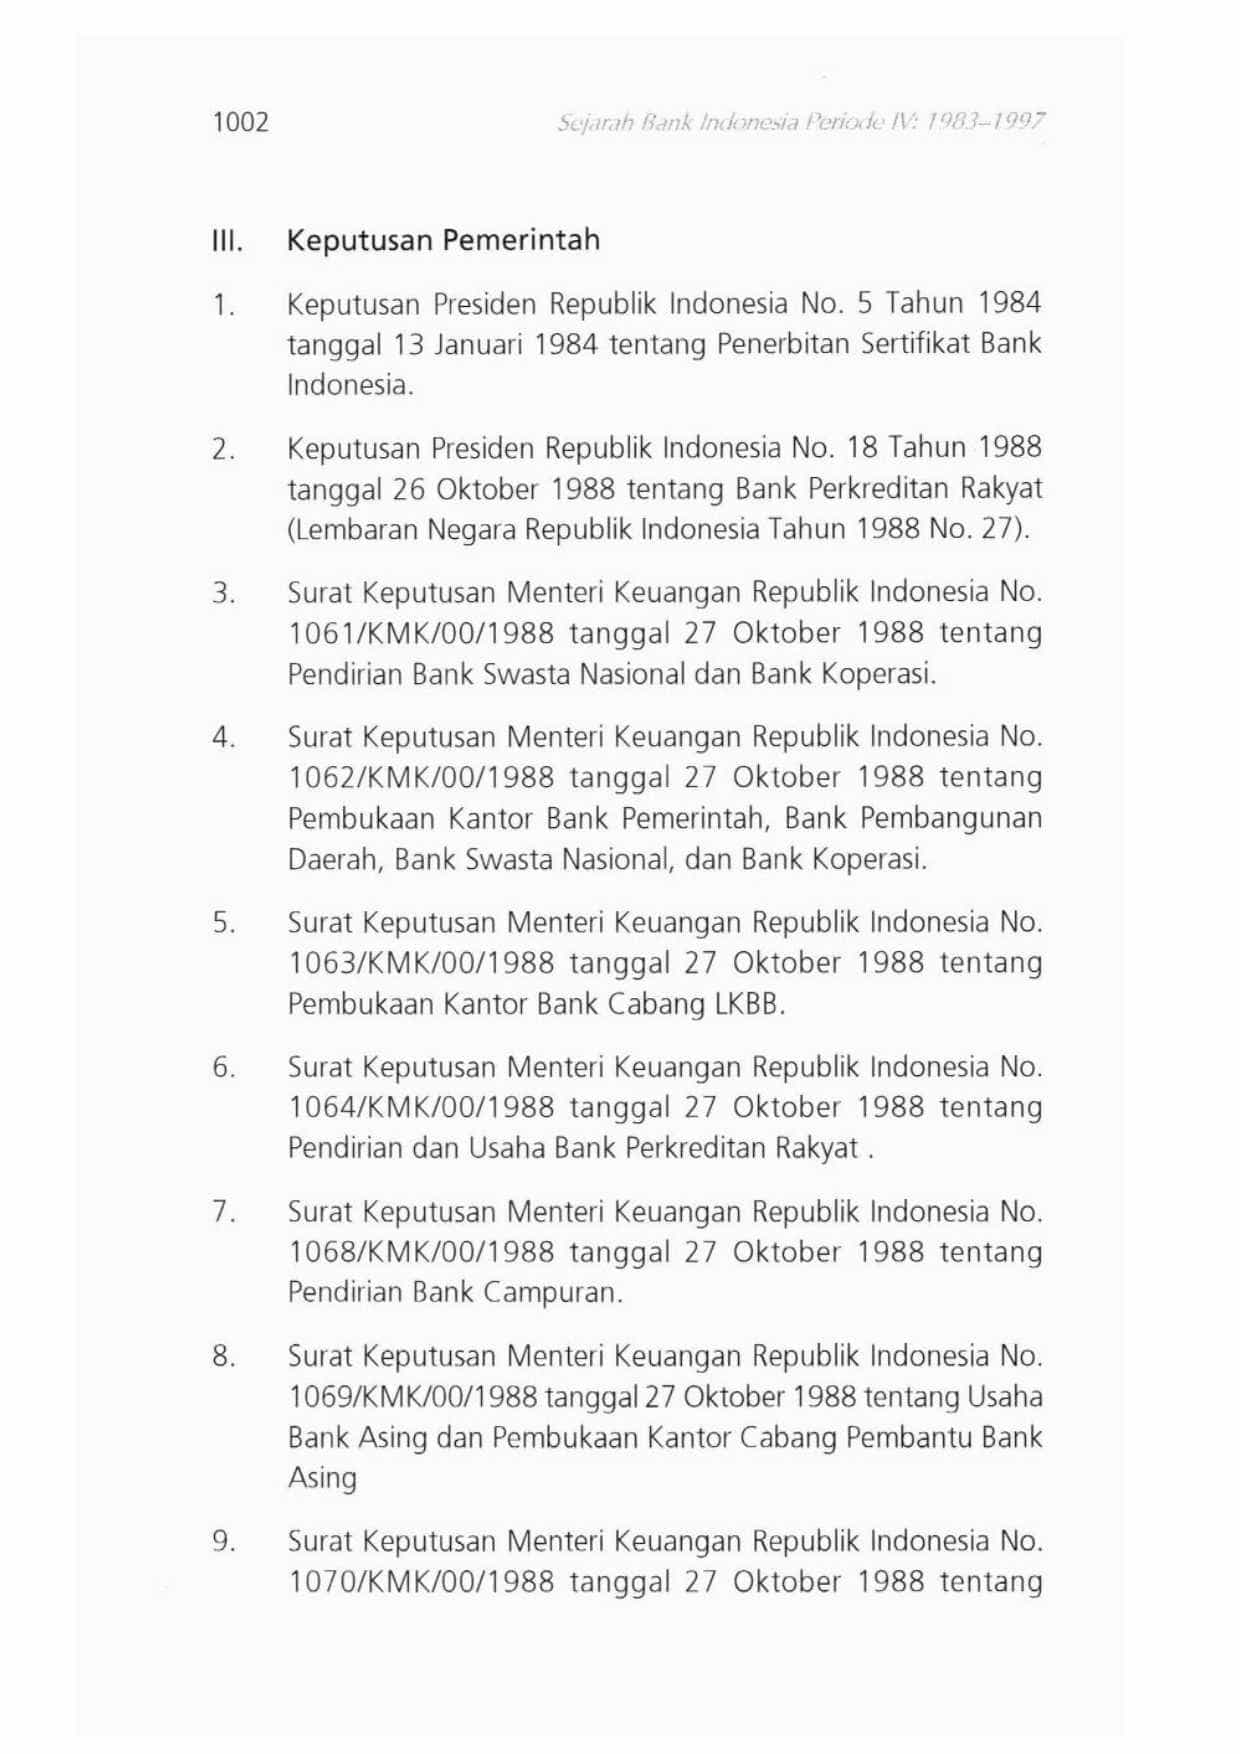 1002 Sejarah Bank Indonesia Periode IV: 1983–1997
III. Keputusan Pemerintah
1. Keputusan Presiden Republik Indonesia No. 5 Tahun 1984
tanggal 13 Januari 1984 tentang Penerbitan Sertifikat Bank
Indonesia.
2. Keputusan Presiden Republik Indonesia No. 18 Tahun 1988
tanggal 26 Oktober 1988 tentang Bank Perkreditan Rakyat
(Lembaran Negara Republik Indonesia Tahun 1988 No. 27).
3. Surat Keputusan Menteri Keuangan Republik Indonesia No.
1061/KMK/00/1988 tanggal 27 Oktober 1988 tentang
Pendirian Bank Swasta Nasional dan Bank Koperasi.
4. Surat Keputusan Menteri Keuangan Republik Indonesia No.
1062/KMK/00/1988 tanggal 27 Oktober 1988 tentang
Pembukaan Kantor Bank Pemerintah, Bank Pembangunan
Daerah, Bank Swasta Nasional, dan Bank Koperasi.
5. Surat Keputusan Menteri Keuangan Republik Indonesia No.
1063/KMK/00/1988 tanggal 27 Oktober 1988 tentang
Pembukaan Kantor Bank Cabang LKBB.
6. Surat Keputusan Menteri Keuangan Republik Indonesia No.
1064/KMK/00/1988 tanggal 27 Oktober 1988 tentang
Pendirian dan Usaha Bank Perkreditan Rakyat .
7. Surat Keputusan Menteri Keuangan Republik Indonesia No.
1068/KMK/00/1988 tanggal 27 Oktober 1988 tentang
Pendirian Bank Campuran.
8. Surat Keputusan Menteri Keuangan Republik Indonesia No.
1069/KMK/00/1988 tanggal 27 Oktober 1988 tentang Usaha
Bank Asing dan Pembukaan Kantor Cabang Pembantu Bank
Asing
9. Surat Keputusan Menteri Keuangan Republik Indonesia No.
1070/KMK/00/1988 tanggal 27 Oktober 1988 tentang